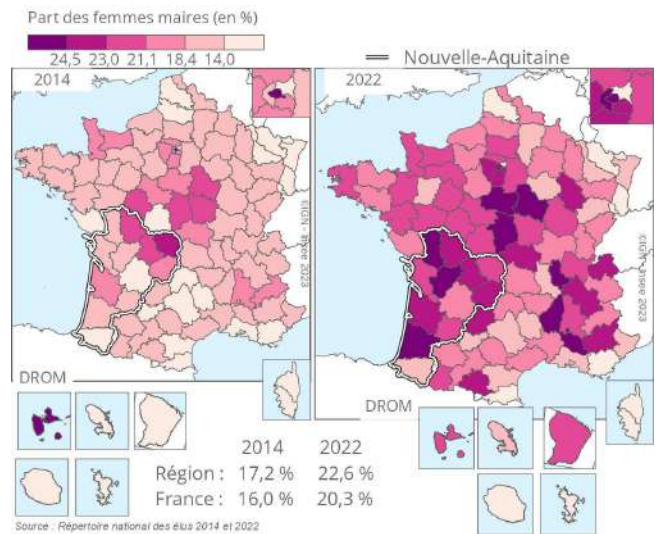 Part des femmes maires (en %)
24,5 23,0 21,1 18,4 14,0
Nouvelle-Aquitaine
2014
2022
©IGN - Insee 2023
©IGN - Insee 2023
DROM
DROM
2014 2022
Région : 17,2 % 22,6 %
France : 16,0 % 20,3 %
Source : Répertoire national des élus 2014 et 2022